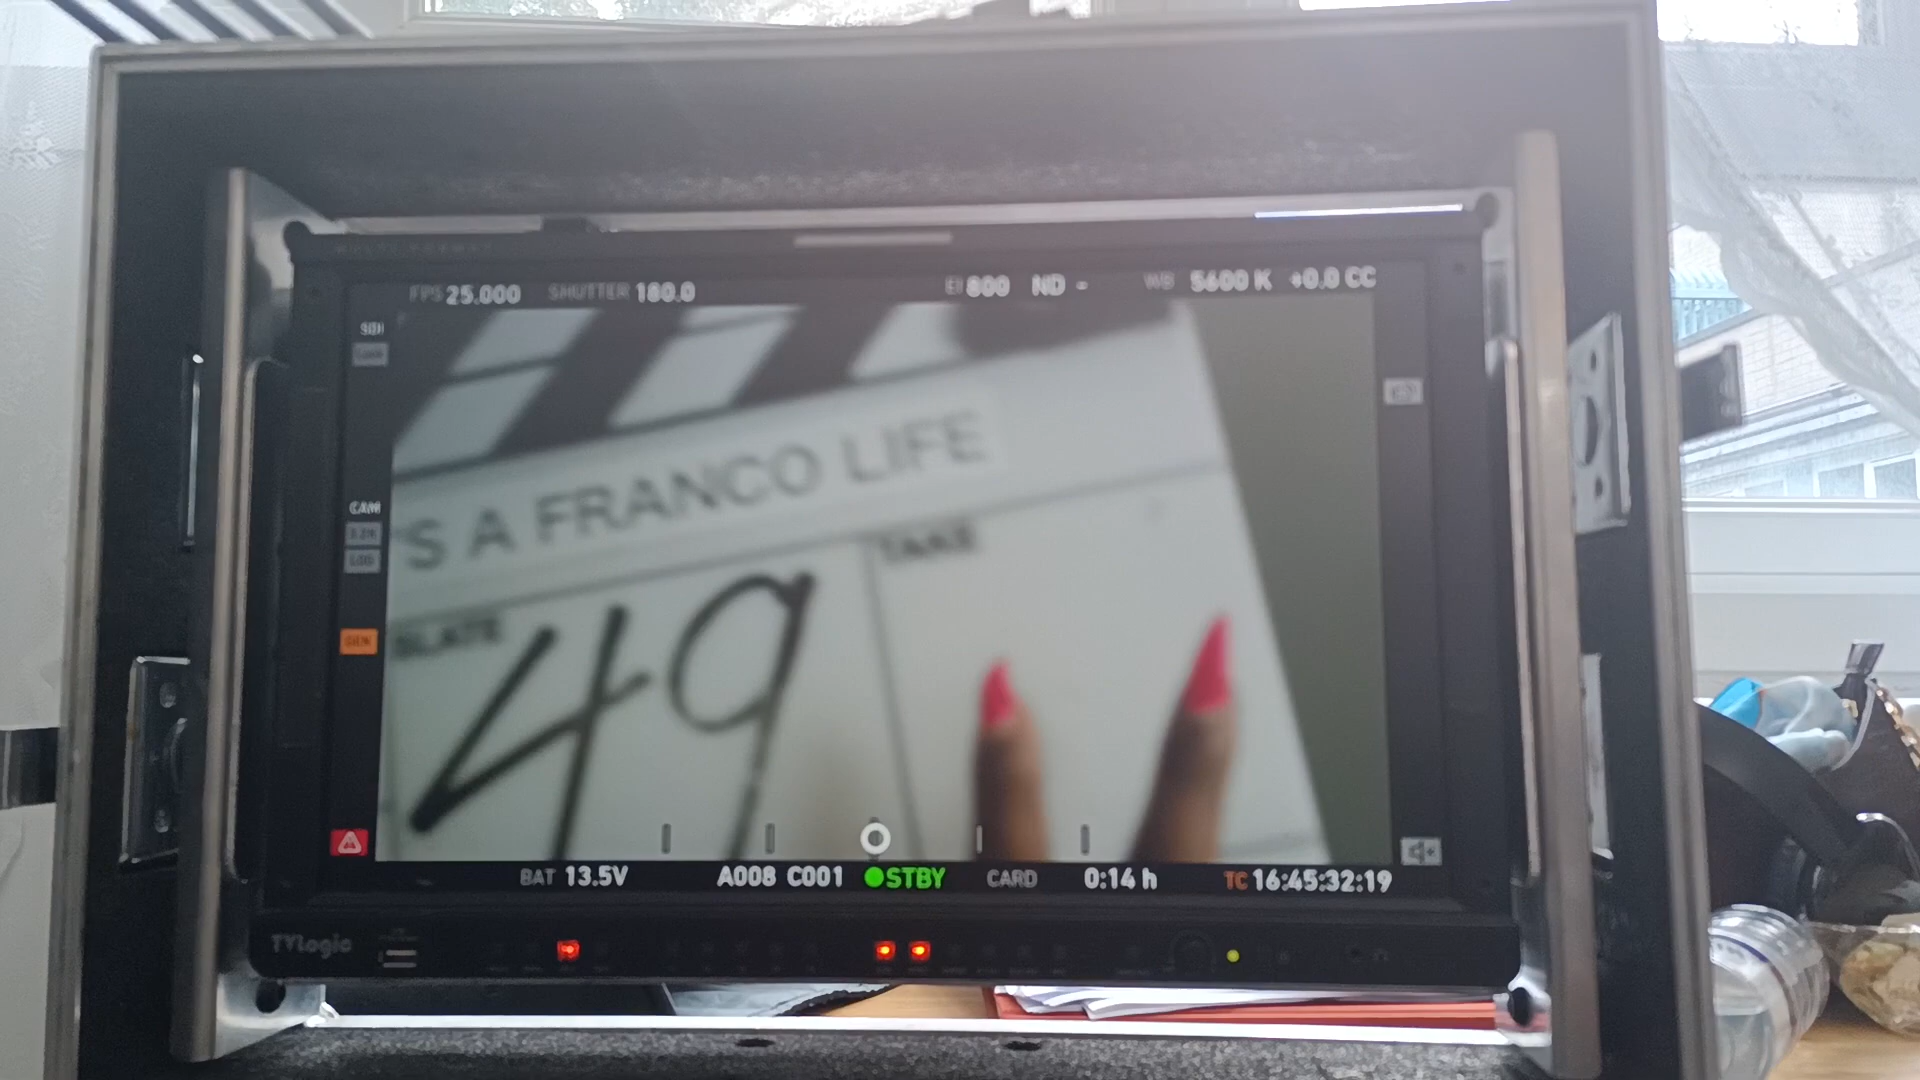 FPS 25.000 SHUTTER 180.0 EI 800 ND - WB 5600 K +0.0 CC
SDI
'S A FRANCO LIFE
CAM
LOG
TAKE
SLATE
49
BAT 13.5V A008 C001 STBY CARD 0:14 h TC 16:45:32:19
TVLogic